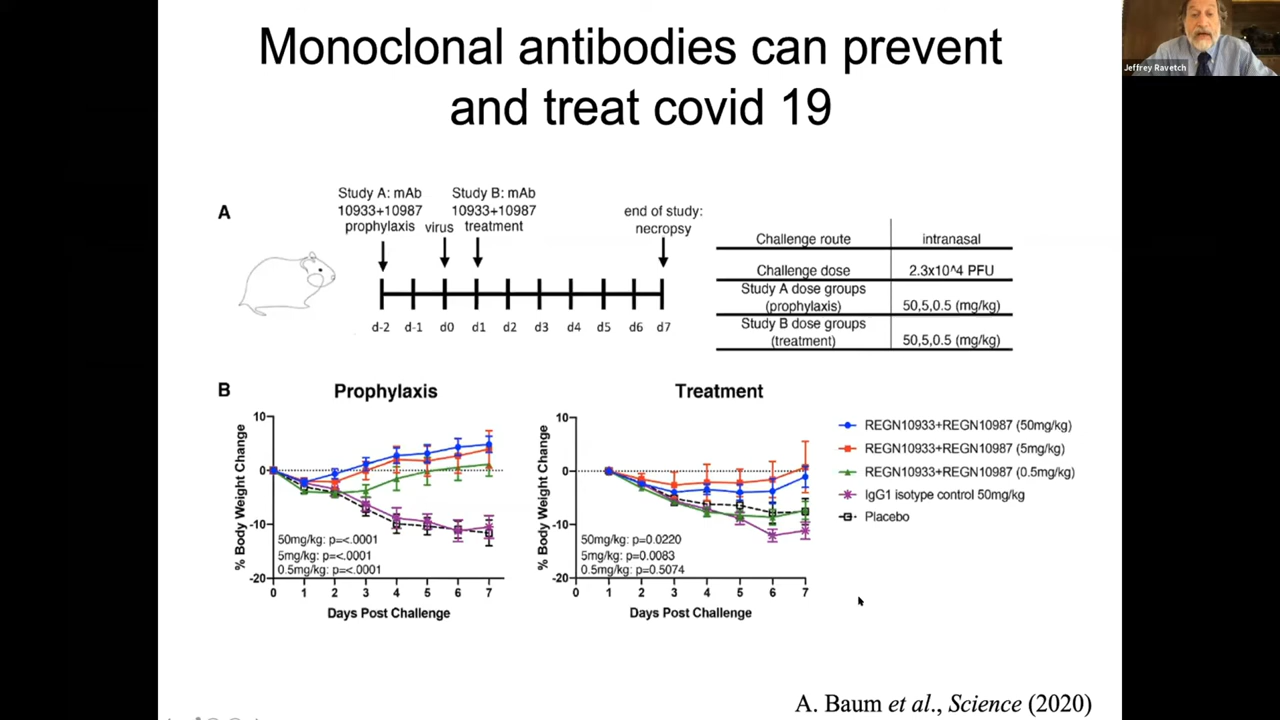 Monoclonal antibodies can prevent
and treat covid 19
Jeffrey Ravetch
A
Study A: mAb
10933+10987
prophylaxis
virus
Study B: mAb
10933+10987
treatment
end of study:
necropsy
d-2 d-1 d0 d1 d2 d3 d4 d5 d6 d7
Challenge route intranasal
Challenge dose 2.3x10^4 PFU
Study A dose groups
(prophylaxis) 50,5,0.5 (mg/kg)
Study B dose groups
(treatment) 50,5,0.5 (mg/kg)
B
Prophylaxis
% Body Weight Change
10
0
-10
-20
50mg/kg: p=<.0001
5mg/kg: p=<.0001
0.5mg/kg: p=<.0001
0 1 2 3 4 5 6 7
Days Post Challenge
Treatment
% Body Weight Change
10
0
-10
-20
50mg/kg: p=0.0220
5mg/kg: p=0.0083
0.5mg/kg: p=0.5074
0 1 2 3 4 5 6 7
Days Post Challenge
REGN10933+REGN10987 (50mg/kg)
REGN10933+REGN10987 (5mg/kg)
REGN10933+REGN10987 (0.5mg/kg)
IgG1 isotype control 50mg/kg
Placebo
A. Baum et al., Science (2020)